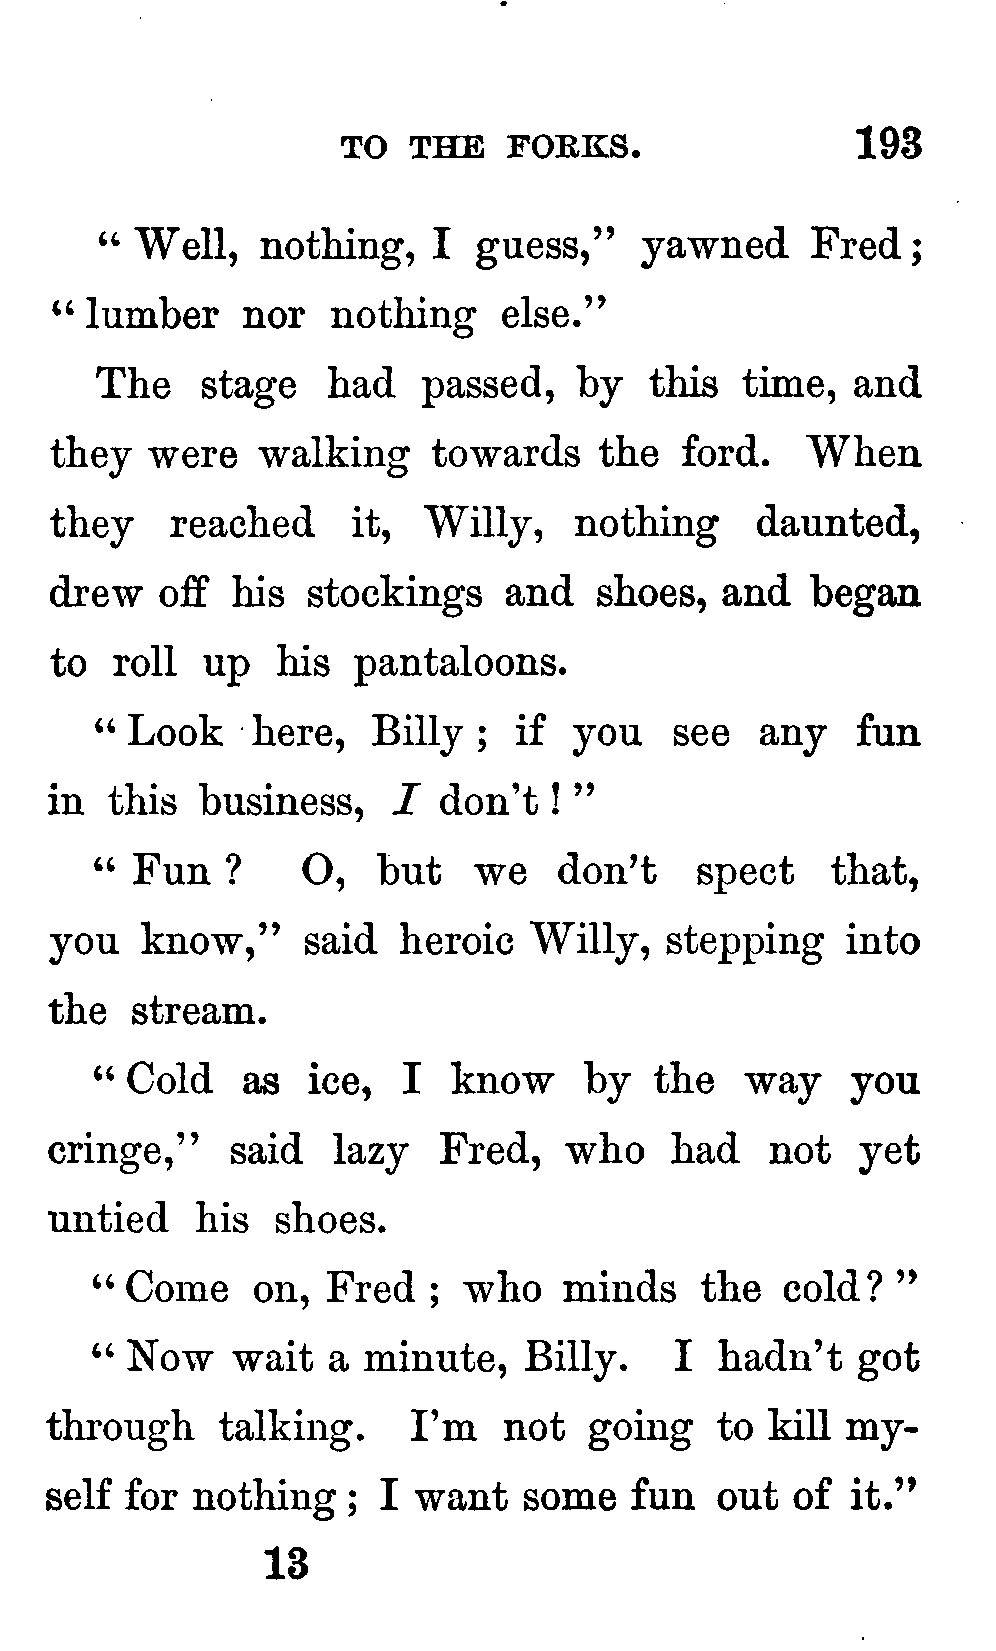 TO THE FORKS. 193
" Well, nothing, I guess," yawned Fred;
" lumber nor nothing else."
The stage had passed, by this time, and
they were walking towards the ford. When
they reached it, Willy, nothing daunted,
drew off his stockings and shoes, and began
to roll up his pantaloons.
" Look here, Billy ; if you see any fun
in this business, I don't ! "
" Fun ? O, but we don't spect that,
you know," said heroic Willy, stepping into
the stream.
" Cold as ice, I know by the way you
cringe," said lazy Fred, who had not yet
untied his shoes.
" Come on, Fred ; who minds the cold? "
" Now wait a minute, Billy. I hadn't got
through talking. I'm not going to kill my-
self for nothing ; I want some fun out of it."
13